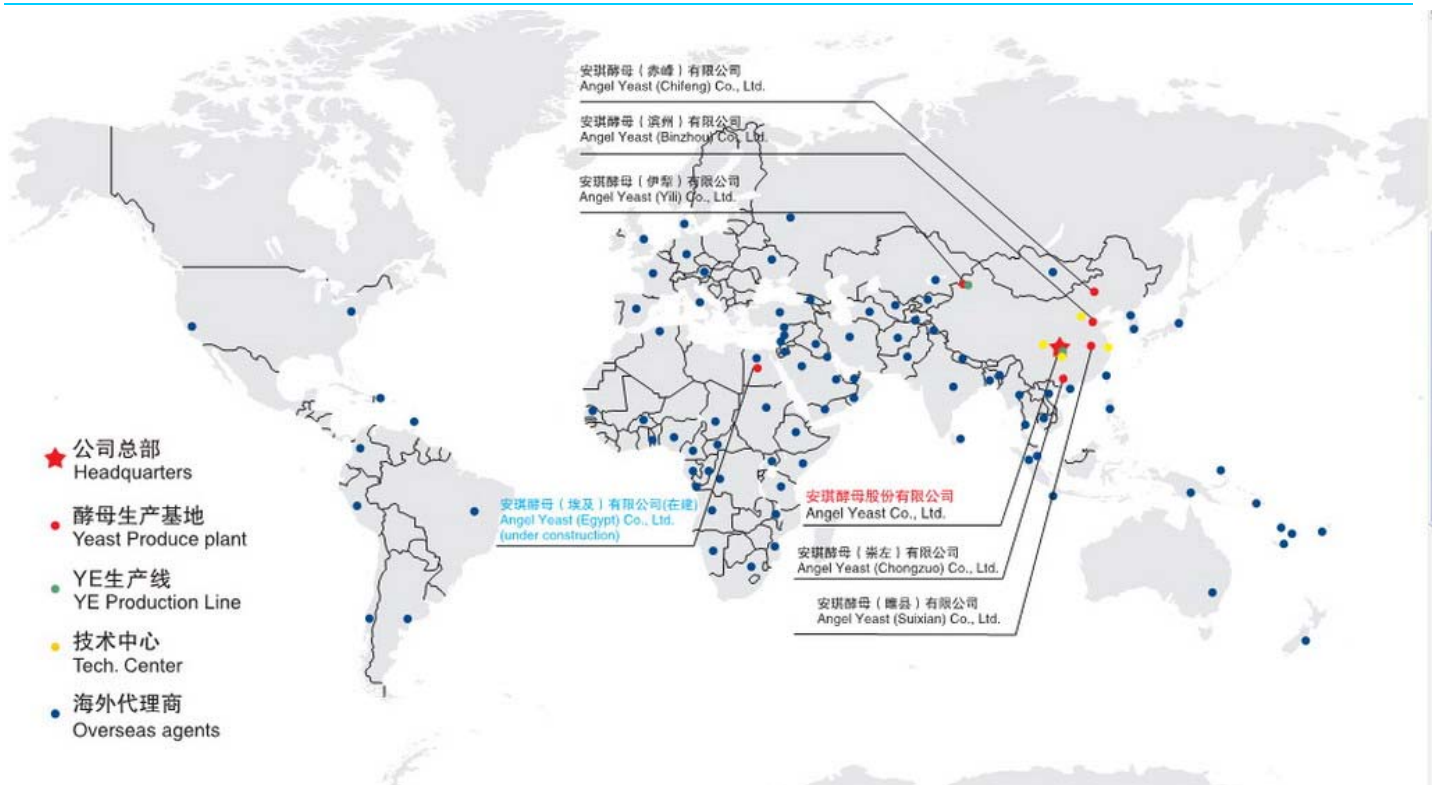 安琪酵母（赤峰）有限公司
Angel Yeast (Chifeng) Co., Ltd.
安琪酵母（滨州）有限公司
Angel Yeast (Binzhou) Co., Ltd.
安琪酵母（伊犁）有限公司
Angel Yeast (Yili) Co., Ltd.
公司总部
Headquarters
酵母生产基地
Yeast Produce plant
YE生产线
YE Production Line
技术中心
Tech. Center
海外代理商
Overseas agents
安琪酵母（埃及）有限公司(在建)
Angel Yeast (Egypt) Co., Ltd.
(under construction)
安琪酵母股份有限公司
Angel Yeast Co., Ltd.
安琪酵母（崇左）有限公司
Angel Yeast (Chongzuo) Co., Ltd.
安琪酵母（睢县）有限公司
Angel Yeast (Suixian) Co., Ltd.